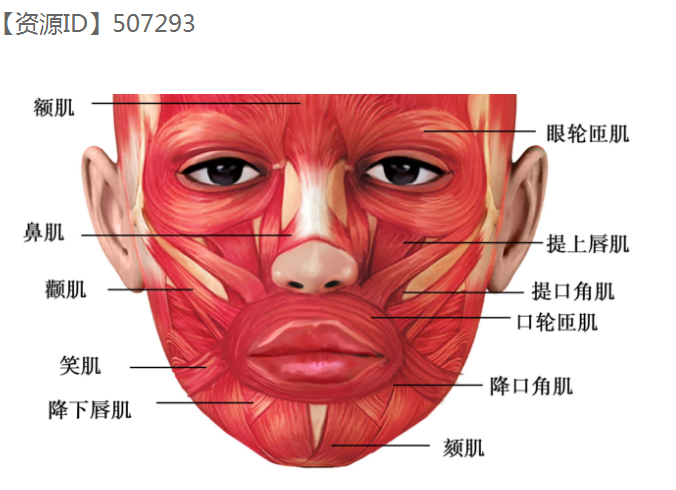 【资源ID】507293
额肌
眼轮匝肌
鼻肌
提上唇肌
颧肌
提口角肌
口轮匝肌
笑肌
降口角肌
降下唇肌
颏肌